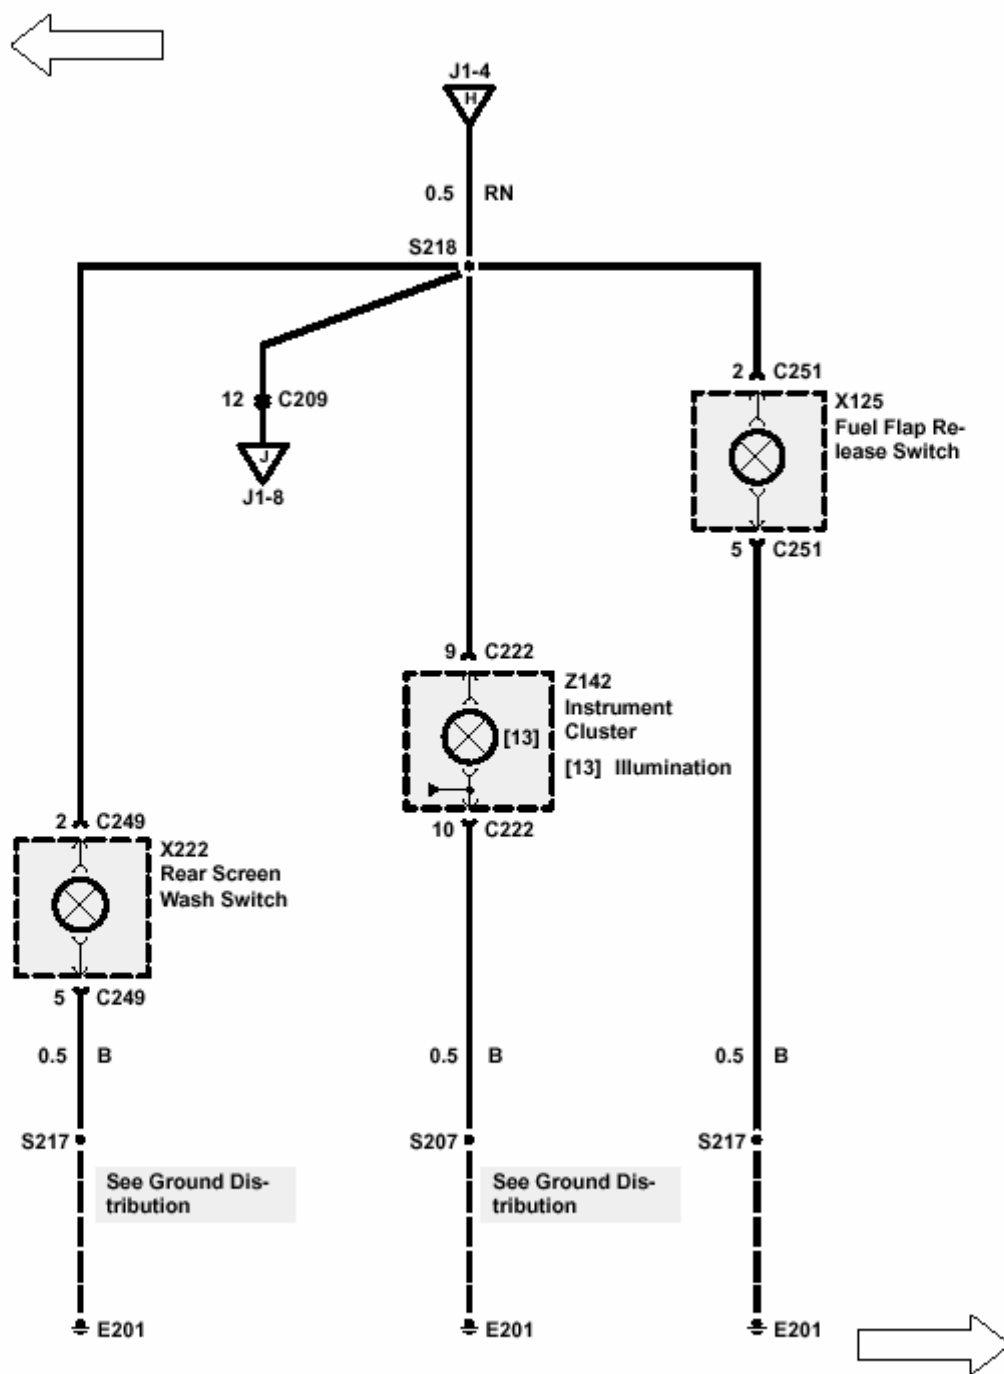 J1-4
H
0.5 RN
S218
12 C209
J
J1-8
2 C251
X125
Fuel Flap Re-
lease Switch
5 C251
9 C222
Z142
Instrument
Cluster
[13]
[13] Illumination
10 C222
2 C249
X222
Rear Screen
Wash Switch
5 C249
0.5 B
0.5 B
0.5 B
S217
S207
S217
See Ground Dis-
tribution
See Ground Dis-
tribution
E201
E201
E201